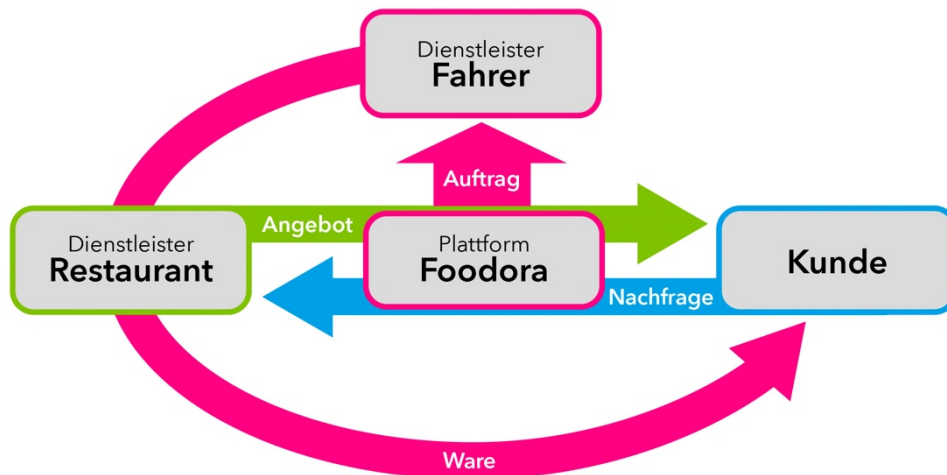 Dienstleister
Fahrer
Auftrag
Angebot
Dienstleister
Restaurant
Plattform
Foodora
Kunde
Nachfrage
Ware